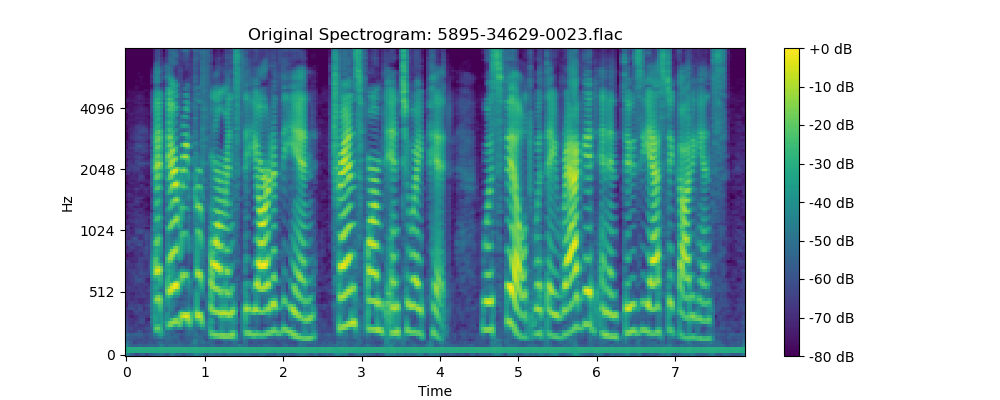 Original Spectrogram: 5895-34629-0023.flac
Hz
4096
2048
1024
512
0
0 1 2 3 4 5 6 7
Time
+0 dB
-10 dB
-20 dB
-30 dB
-40 dB
-50 dB
-60 dB
-70 dB
-80 dB